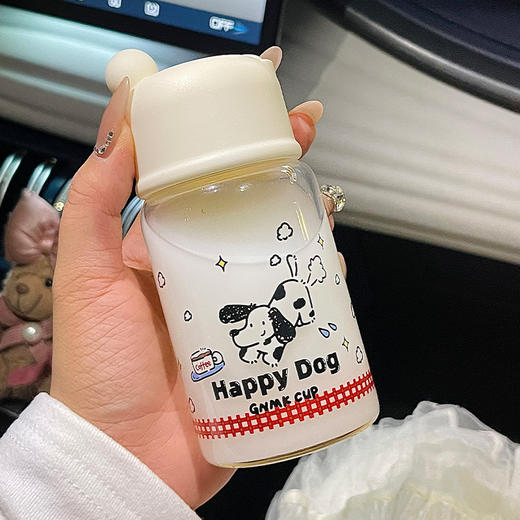 OFF
Coffee
Happy Dog
GNMK CUP